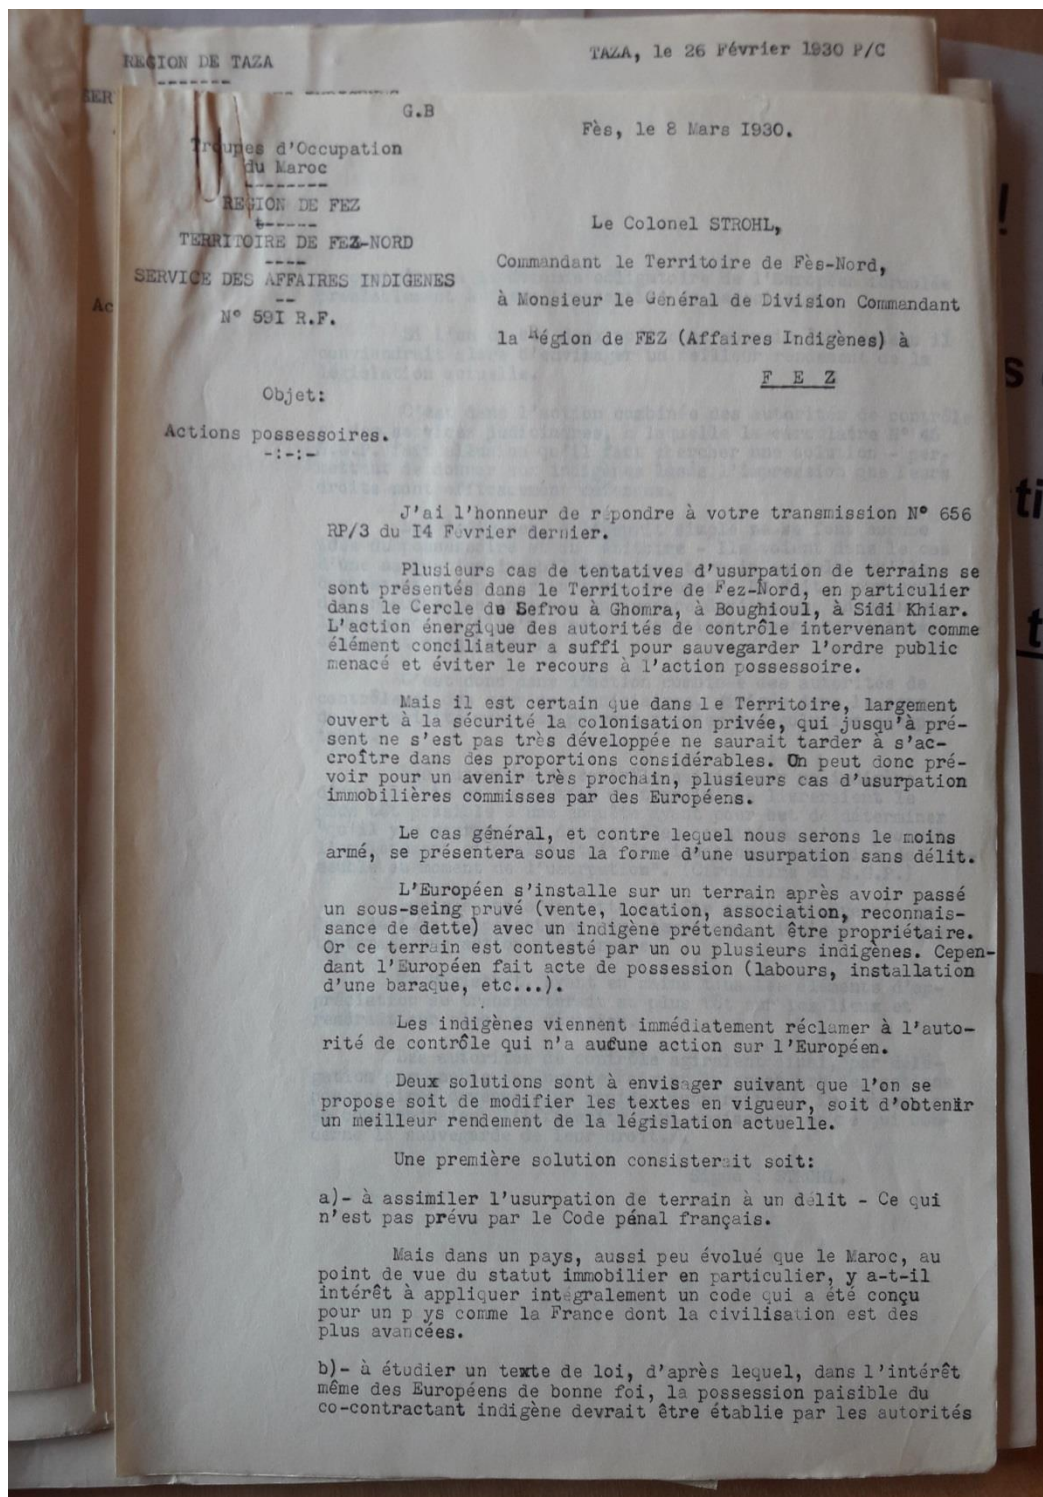 REGION DE TAZA
-------
TAZA, le 26 Février 1930 P/C
SER
Ac
G.B
Troupes d'Occupation
du Maroc
--------
REGION DE FEZ
------
TERRITOIRE DE FEZ-NORD
----
SERVICE DES AFFAIRES INDIGENES
--
N° 59I R.F.
Fès, le 8 Mars I930.
Le Colonel STROHL,
Commandant le Territoire de Fès-Nord,
à Monsieur le Général de Division Commandant
la Région de FEZ (Affaires Indigènes) à
F E Z
Objet:
Actions possessoires.
-:-:-
J'ai l'honneur de répondre à votre transmission N° 656
RP/3 du I4 Fevrier dernier.
Plusieurs cas de tentatives d'usurpation de terrains se
sont présentés dans le Territoire de Fez-Nord, en particulier
dans le Cercle de Sefrou à Ghomra, à Boughioul, à Sidi Khiar.
L'action énergique des autorités de contrôle intervenant comme
élément conciliateur a suffi pour sauvegarder l'ordre public
menacé et éviter le recours à l'action possessoire.
Mais il est certain que dans le Territoire, largement
ouvert à la sécurité la colonisation privée, qui jusqu'à pré-
sent ne s'est pas très développée ne saurait tarder à s'ac-
croître dans des proportions considérables. On peut donc pré-
voir pour un avenir très prochain, plusieurs cas d'usurpation
immobilières commisses par des Européens.
Le cas général, et contre lequel nous serons le moins
armé, se présentera sous la forme d'une usurpation sans délit.
L'Européen s'installe sur un terrain après avoir passé
un sous-seing pruvé (vente, location, association, reconnais-
sance de dette) avec un indigène prétendant être propriétaire.
Or ce terrain est contesté par un ou plusieurs indigènes. Cepen-
dant l'Européen fait acte de possession (labours, installation
d'une baraque, etc...).
Les indigènes viennent immédiatement réclamer à l'auto-
rité de contrôle qui n'a aucune action sur l'Européen.
Deux solutions sont à envisager suivant que l'on se
propose soit de modifier les textes en vigueur, soit d'obtenir
un meilleur rendement de la législation actuelle.
Une première solution consisterait soit:
a)- à assimiler l'usurpation de terrain à un délit - Ce qui
n'est pas prévu par le Code pénal français.
Mais dans un pays, aussi peu évolué que le Maroc, au
point de vue du statut immobilier en particulier, y a-t-il
intérêt à appliquer intégralement un code qui a été conçu
pour un p ys comme la France dont la civilisation est des
plus avancées.
b)- à étudier un texte de loi, d'après lequel, dans l'intérêt
même des Européens de bonne foi, la possession paisible du
co-contractant indigène devrait être établie par les autorités